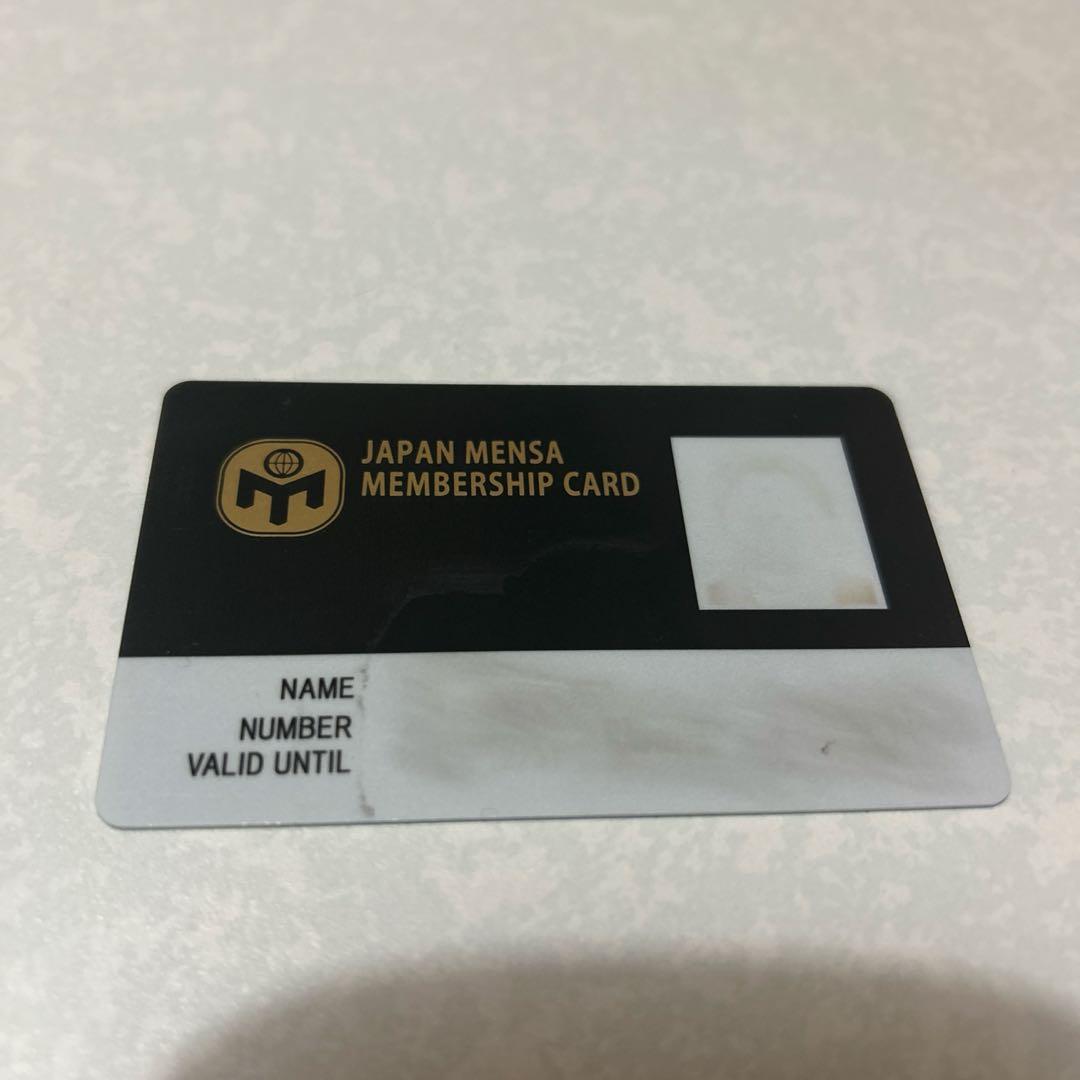 JAPAN MENSA
MEMBERSHIP CARD
NAME
NUMBER
VALID UNTIL